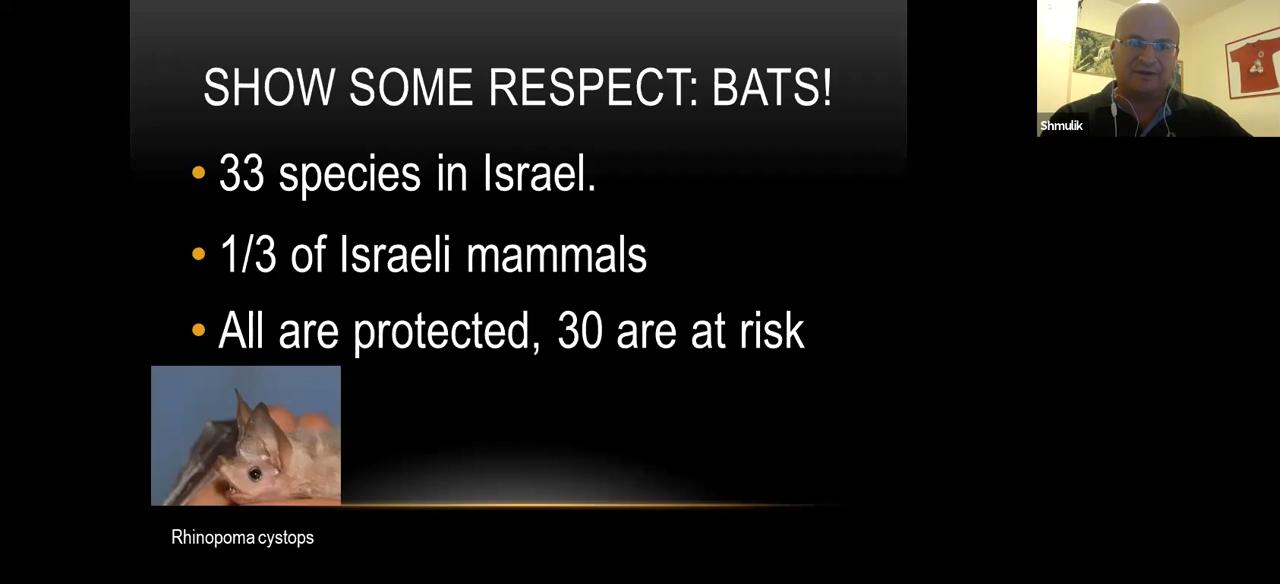 SHOW SOME RESPECT: BATS!
Shmulik
• 33 species in Israel.
• 1/3 of Israeli mammals
• All are protected, 30 are at risk
Rhinopoma cystops